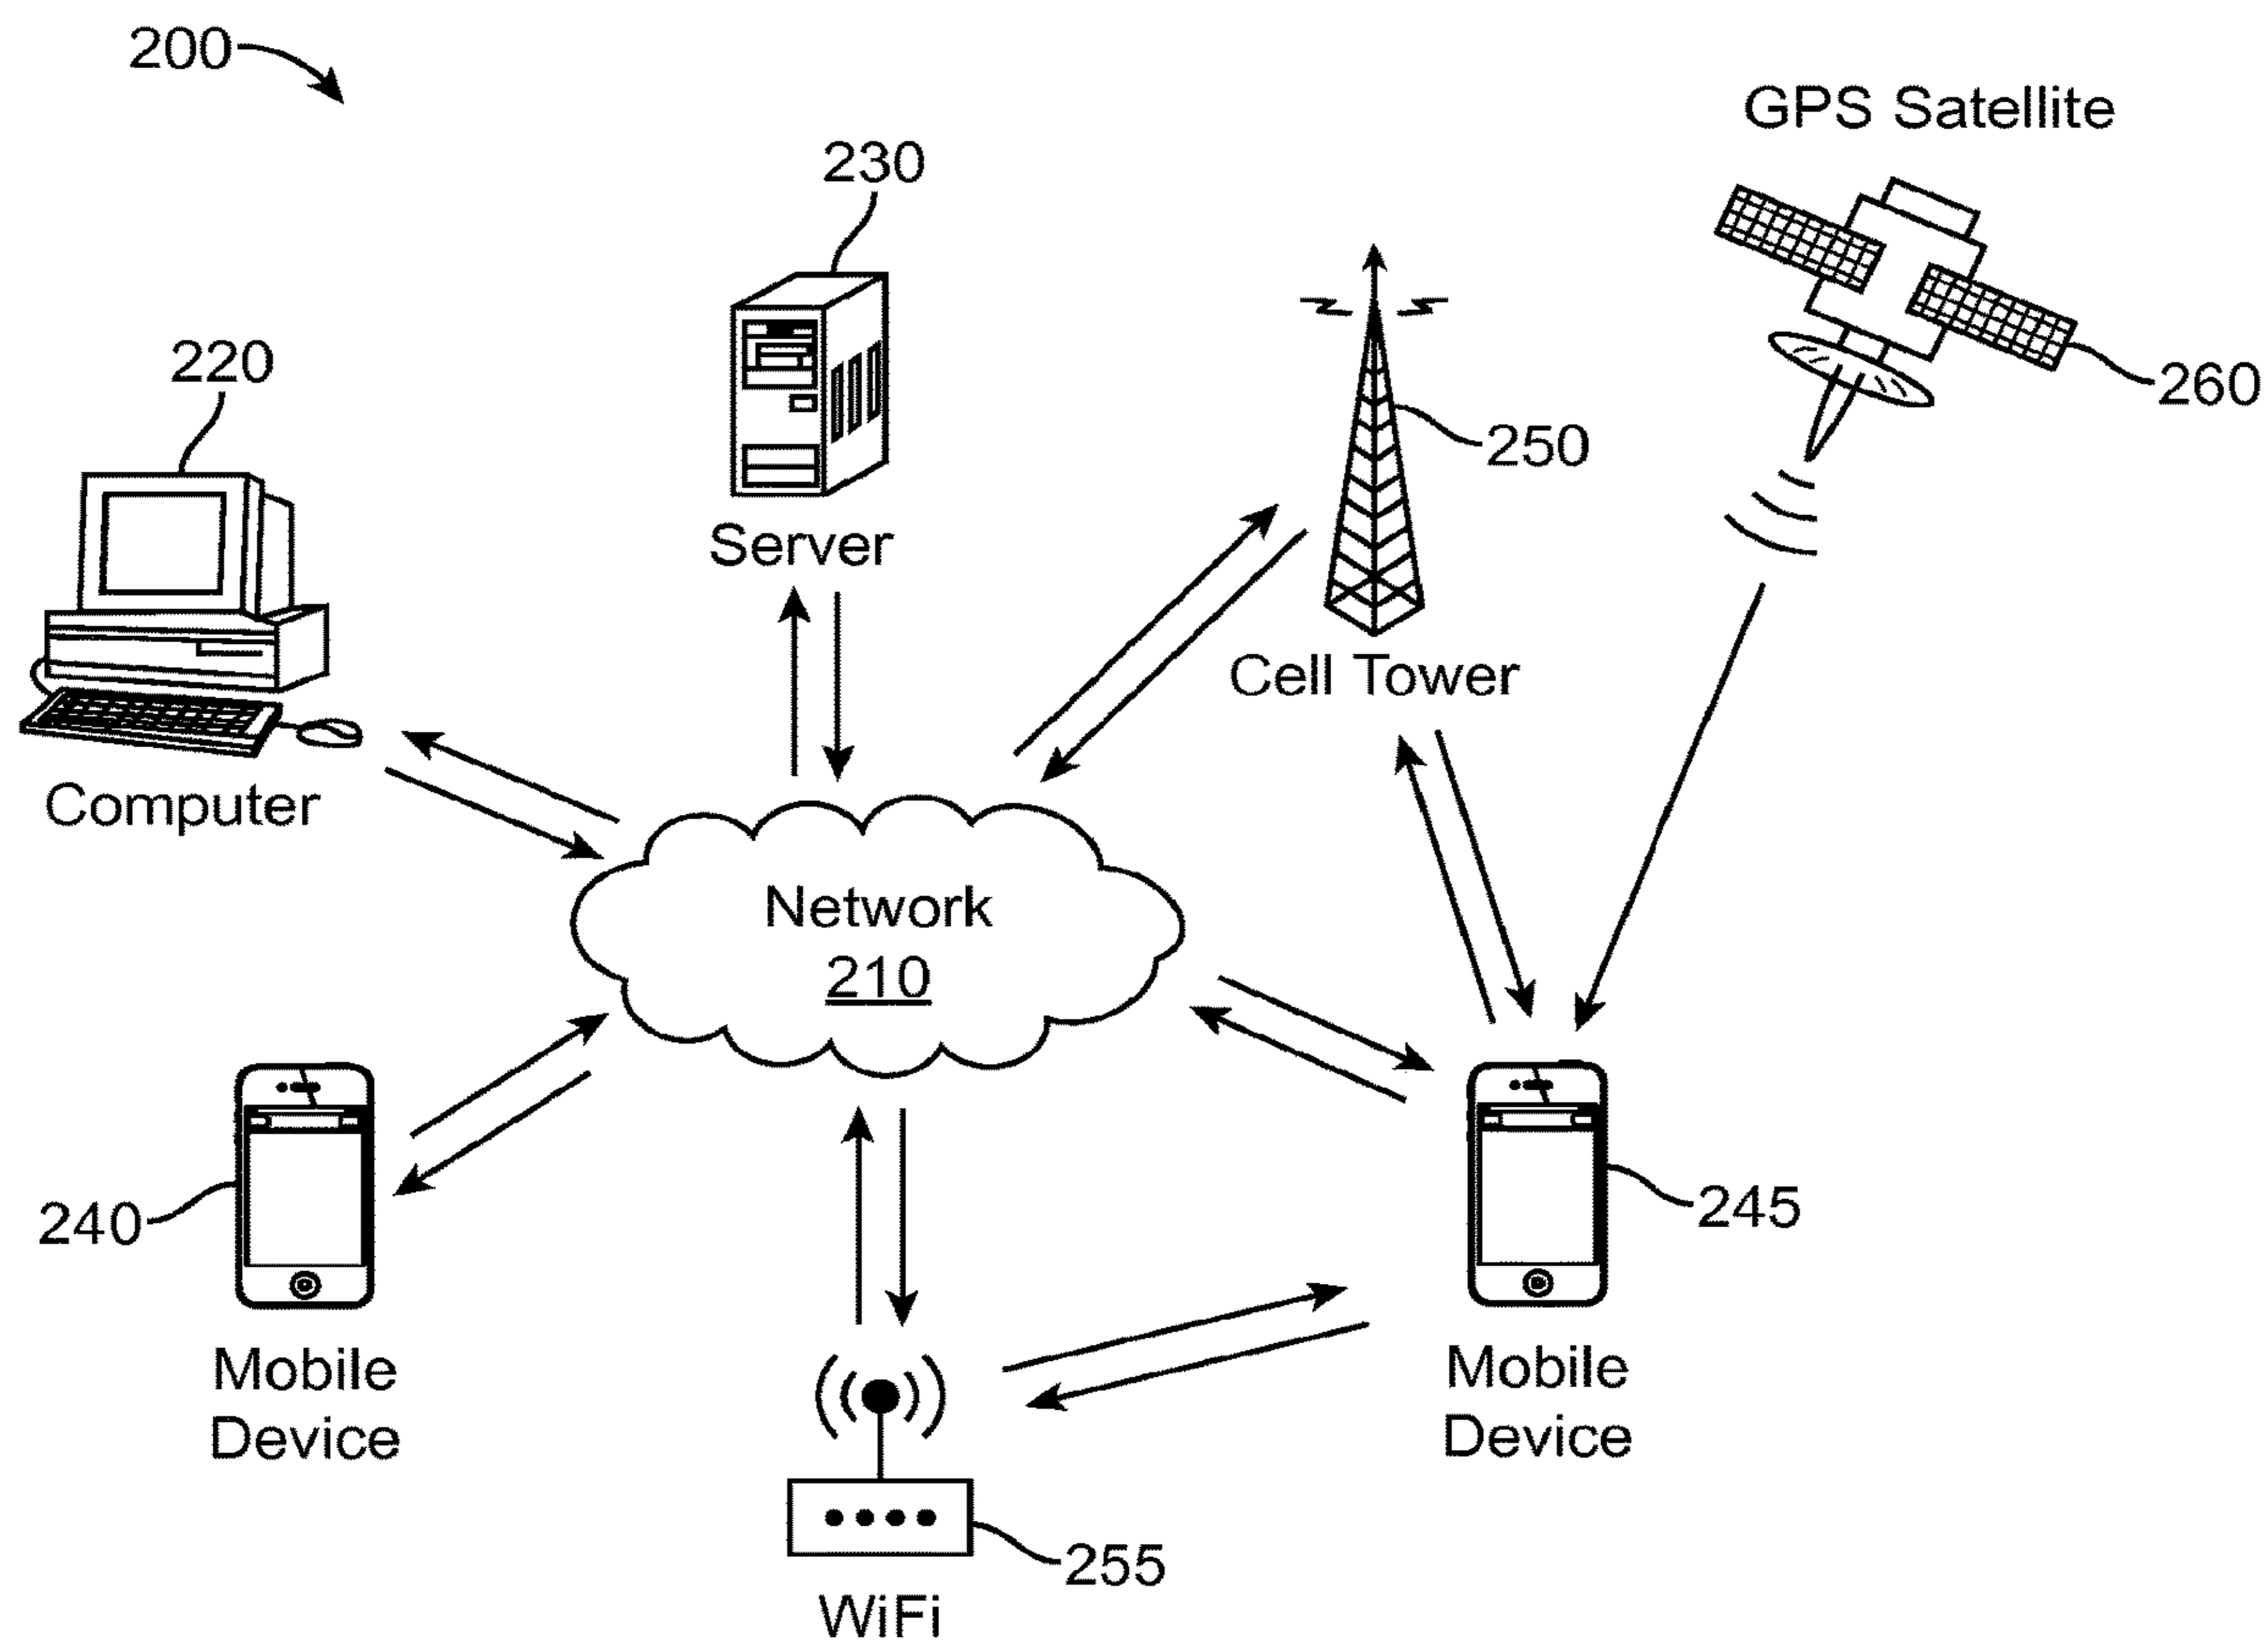 200
GPS Satellite
230
220
260
250
Server
Cell Tower
Computer
Network
210
240
245
Mobile
Device
Mobile
Device
255
WiFi